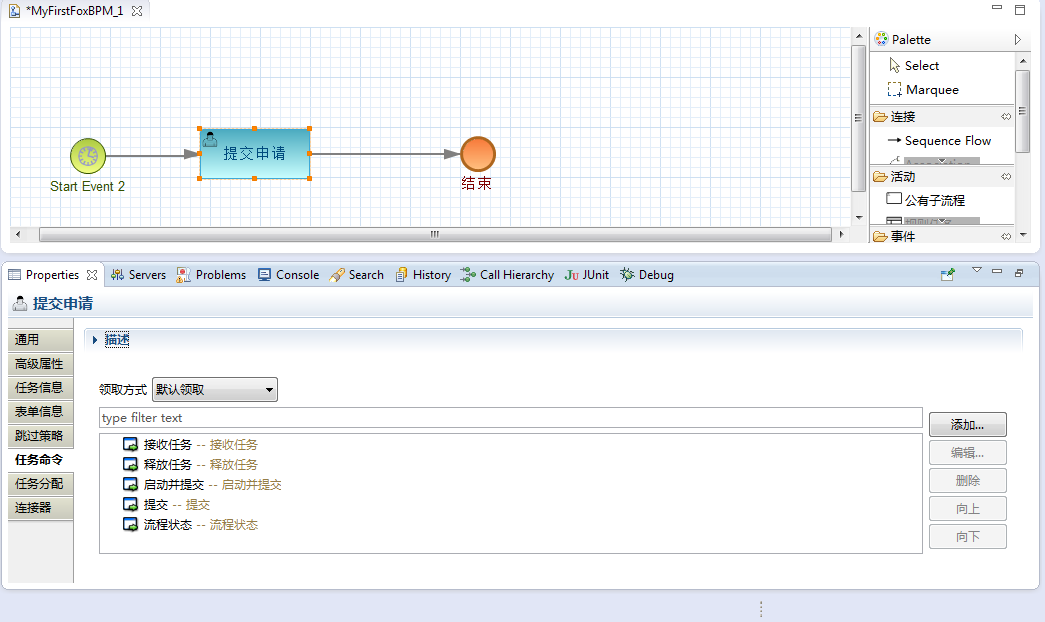 *MyFirstFoxBPM_1
Start Event 2
提交申请
结束
Palette
Select
Marquee
连接
Sequence Flow
活动
公有子流程
事件
Properties
Servers
Problems
Console
Search
History
Call Hierarchy
JUnit
Debug
提交申请
通用
高级属性
任务信息
表单信息
跳过策略
任务命令
任务分配
连接器
描述
领取方式 默认领取
type filter text
接收任务 -- 接收任务
释放任务 -- 释放任务
启动并提交 -- 启动并提交
提交 -- 提交
流程状态 -- 流程状态
添加...
编辑...
删除
向上
向下